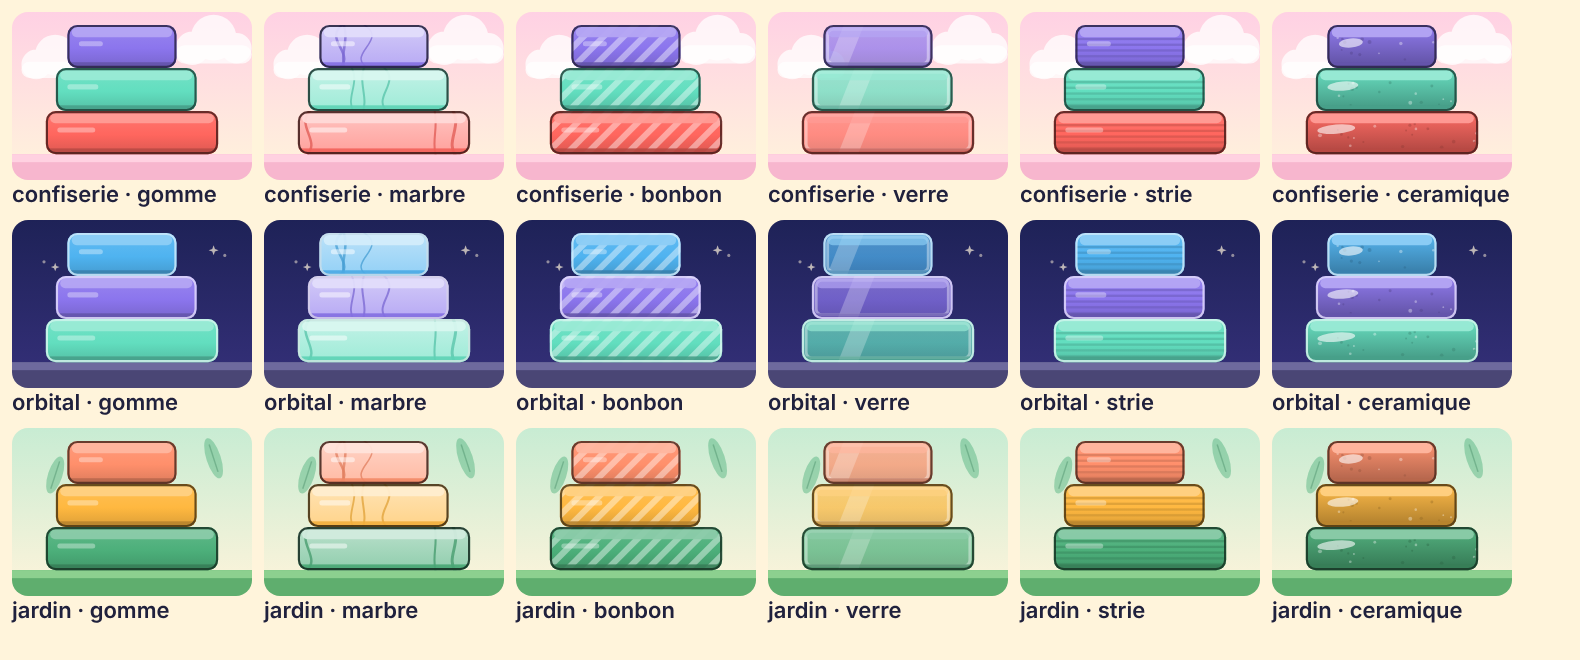 confiserie · gomme
confiserie · marbre
confiserie · bonbon
confiserie · verre
confiserie · strie
confiserie · ceramique
orbital · gomme
orbital · marbre
orbital · bonbon
orbital · verre
orbital · strie
orbital · ceramique
jardin · gomme
jardin · marbre
jardin · bonbon
jardin · verre
jardin · strie
jardin · ceramique